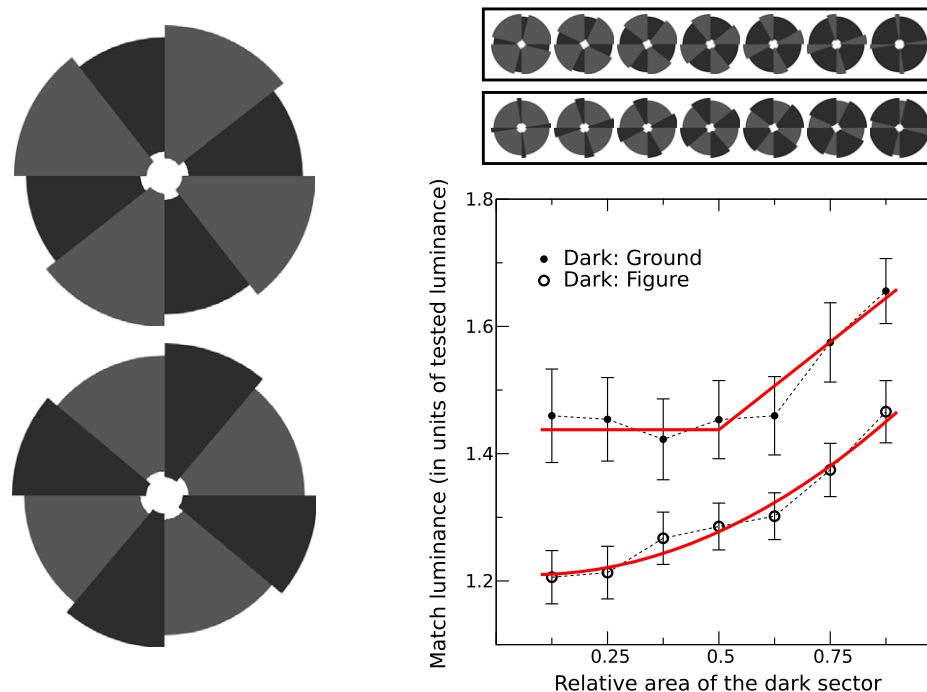 Match luminance (in units of tested luminance)
1.8
1.6
1.4
1.2
Dark: Ground
Dark: Figure
0.25 0.5 0.75
Relative area of the dark sector